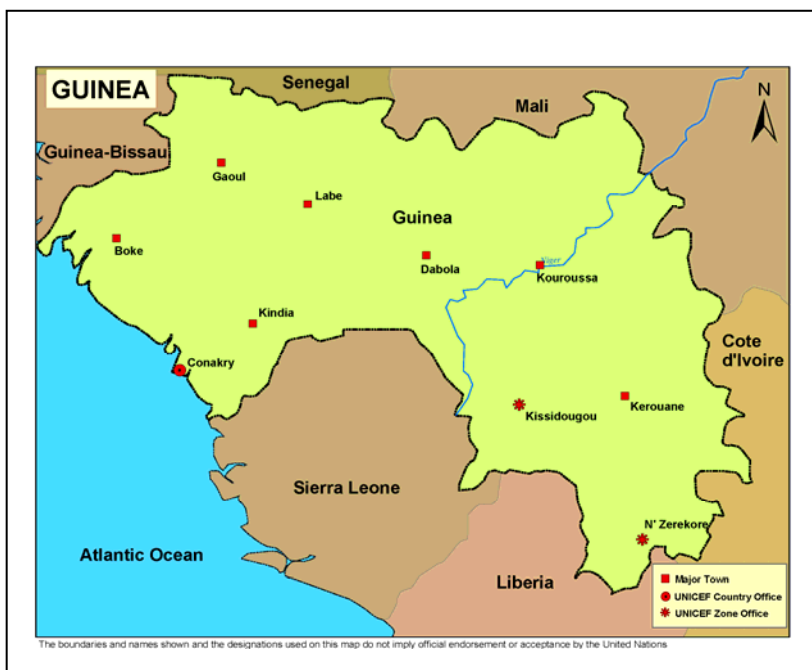 GUINEA
Senegal
Mali
N
Guinea-Bissau
Gaoul
Labe
Guinea
Boke
Dabola
Niger
Kouroussa
Kindia
Cote
d'Ivoire
Conakry
Kerouane
Kissidougou
Sierra Leone
N' Zerekore
Atlantic Ocean
Liberia
Major Town
UNICEF Country Office
UNICEF Zone Office
The boundaries and names shown and the designations used on this map do not imply official endorsement or acceptance by the United Nations